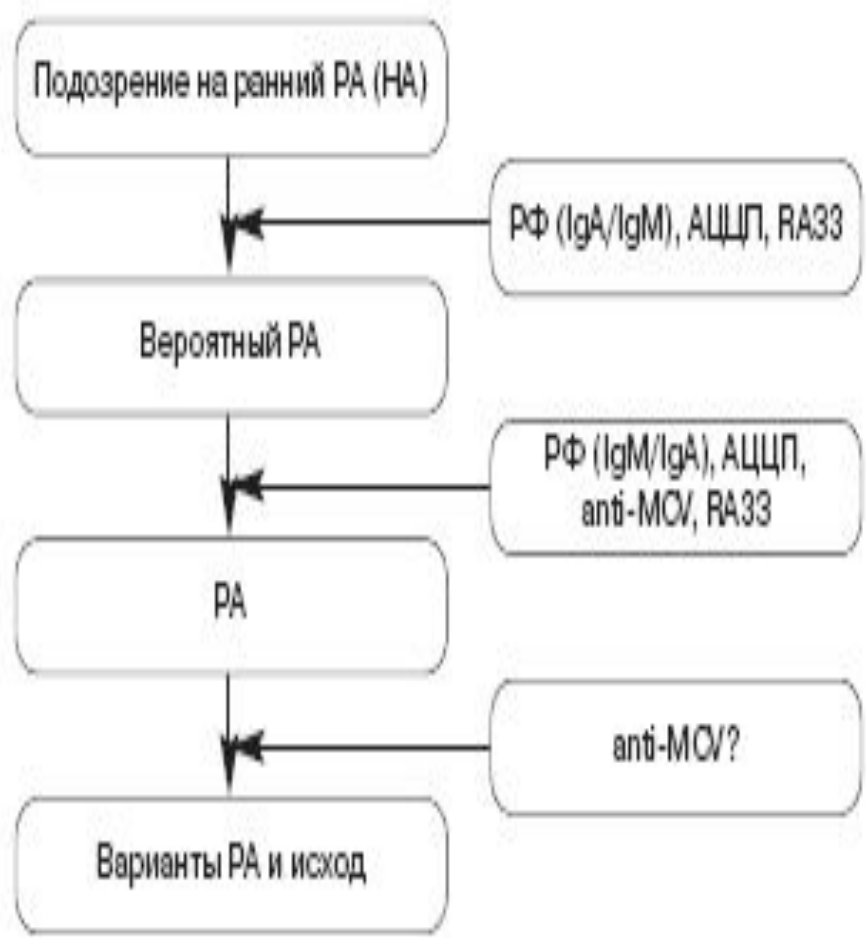 Подозрение на ранний РА (НА)
РФ (IgA/IgM), АЦЦП, RA33
Вероятный РА
РФ (IgM/IgA), АЦЦП,
anti-MCV, RA33
РА
anti-MCV?
Варианты РА и исход